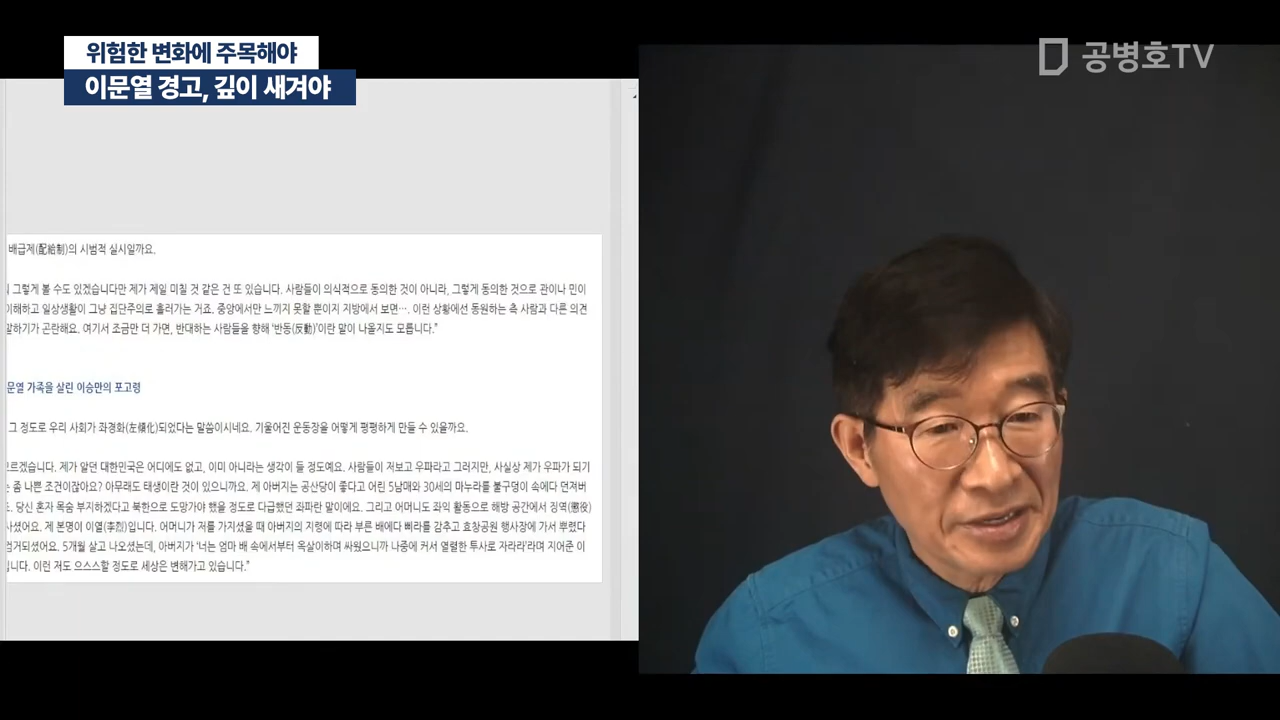 위험한 변화에 주목해야
이문열 경고, 깊이 새겨야
공병호TV
배급제(配給制)의 시범적 실시일까요.
그렇게 볼 수도 있겠습니다만 제가 제일 미칠 것 같은 건 또 있습니다. 사람들이 의식적으로 동의한 것이 아니라, 그렇게 동의한 것으로 관이나 민이
이해하고 일상생활이 그냥 집단주의로 흘러가는 거죠. 중앙에서만 느끼지 못할 뿐이지 지방에서 보면…. 이런 상황에선 동원하는 측 사람과 다른 의견
말하기가 곤란해요. 여기서 조금만 더 가면, 반대하는 사람들을 향해 '반동(反動)'이란 말이 나올지도 모릅니다."
문열 가족을 살린 이승만의 포고령
그 정도로 우리 사회가 좌경화(左傾化)되었다는 말씀이시네요. 기울어진 운동장을 어떻게 평평하게 만들 수 있을까요.
모르겠습니다. 제가 알던 대한민국은 어디에도 없고, 이미 아니라는 생각이 들 정도예요. 사람들이 저보고 우파라고 그러지만, 사실상 제가 우파가 되기
좀 나쁜 조건이잖아요? 아무래도 태생이란 것이 있으니까요. 제 아버지는 공산당이 좋다고 어린 5남매와 30세의 마누라를 불구덩이 속에다 던져버
당신 혼자 목숨 부지하겠다고 북한으로 도망가야 했을 정도로 다급했던 좌파란 말이에요. 그리고 어머니도 좌익 활동으로 해방 공간에서 징역(懲役)
사셨어요. 제 본명이 이열(李烈)입니다. 어머니가 저를 가지셨을 때 아버지의 지령에 따라 부른 배에다 삐라를 감추고 효창공원 행사장에 가서 뿌렸다
검거되셨어요. 5개월 살고 나오셨는데, 아버지가 '너는 엄마 배 속에서부터 옥살이하며 싸웠으니까 나중에 커서 열렬한 투사로 자라라'라며 지어준 이
입니다. 이런 저도 으스스할 정도로 세상은 변해가고 있습니다."